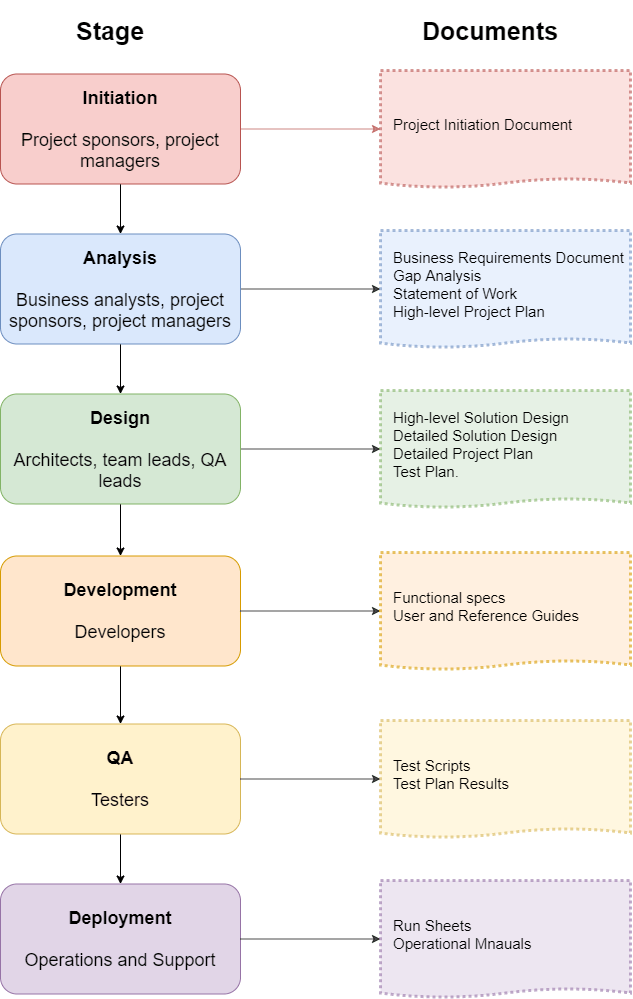 Stage
Documents
Initiation
Project sponsors, project
managers
Project Initiation Document
Analysis
Business analysts, project
sponsors, project managers
Business Requirements Document
Gap Analysis
Statement of Work
High-level Project Plan
Design
Architects, team leads, QA
leads
High-level Solution Design
Detailed Solution Design
Detailed Project Plan
Test Plan.
Development
Developers
Functional specs
User and Reference Guides
QA
Testers
Test Scripts
Test Plan Results
Deployment
Operations and Support
Run Sheets
Operational Mnauals